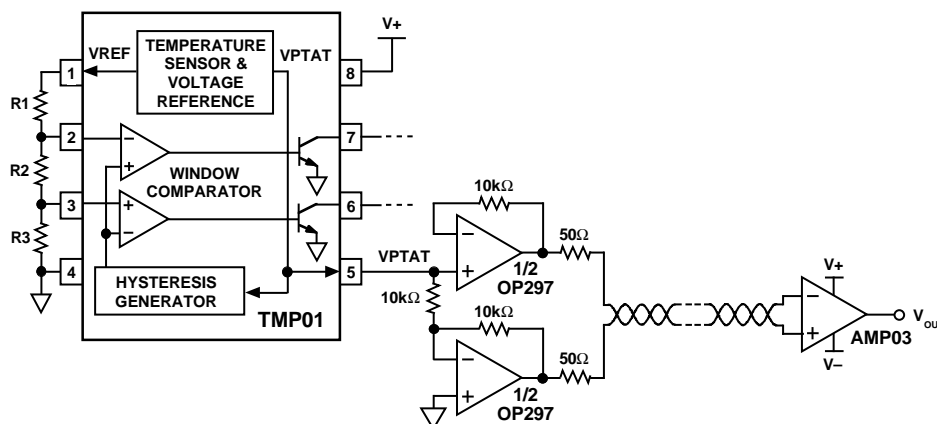 V+
TEMPERATURE
SENSOR &
VOLTAGE
REFERENCE
VREF
VPTAT
1
8
R1
2
7
R2
WINDOW
COMPARATOR
3
6
R3
4
5
HYSTERESIS
GENERATOR
TMP01
VPTAT
10kΩ
10kΩ
50Ω
1/2
OP297
10kΩ
50Ω
1/2
OP297
V+
V–
AMP03
VOU
− + + − − + − + − +